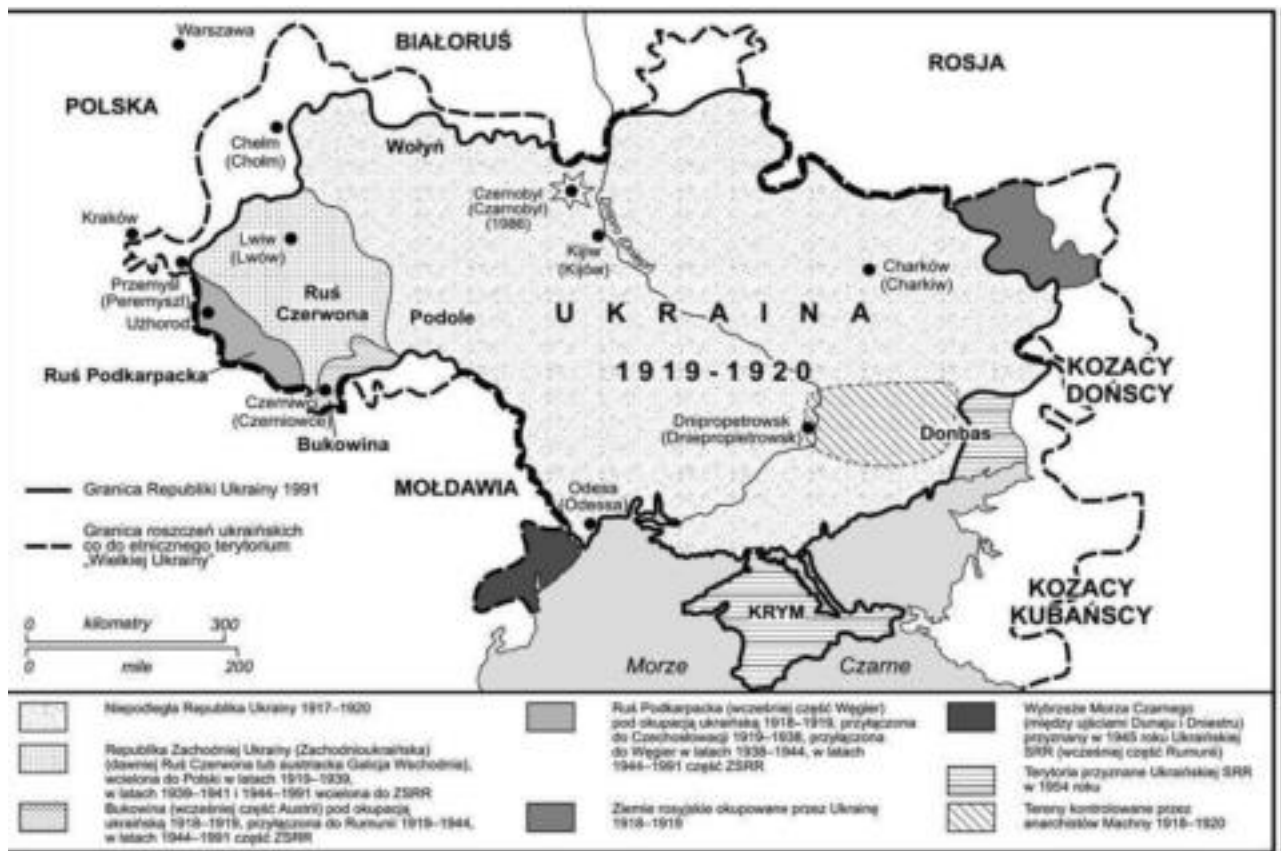 Warszawa
BIAŁORUŚ
ROSJA
POLSKA
Chełm
(Chołm)
Wołyń
Czernobyl
(Czarnobyl)
(1986)
Kraków
Lwiw
(Lwów)
Kijiw
(Kijów)
Charków
(Charkiw)
Przemyśl
(Peremyszl)
Ruś
Czerwona
Użhorod
Podole
UKRAINA
1919-1920
Ruś Podkarpacka
KOZACY
DOŃSCY
Czerniwci
(Czerniowce)
Dnipropetrowsk
(Dniepropietrowsk)
Donbas
Bukowina
MOŁDAWIA
Odesa
(Odessa)
Granica Republiki Ukrainy 1991
Granica roszczeń ukraińskich
co do etnicznego terytorium
„Wielkiej Ukrainy"
KOZACY
KUBAŃSCY
KRYM
0 kilometry 300
0 mile 200
Morze Czarne
Niepodległa Republika Ukrainy 1917–1920
Republika Zachodniej Ukrainy (Zachodnioukraińska)
(dawniej Ruś Czerwona lub austriacka Galicja Wschodnia),
wcielona do Polski w latach 1919–1939,
w latach 1939–1941 i 1944–1991 wcielona do ZSRR
Bukowina (wcześniej część Austrii) pod okupacją
ukraińską 1918–1919, przyłączona do Rumunii 1919–1944,
w latach 1944–1991 część ZSRR
Ruś Podkarpacka (wcześniej część Węgier)
pod okupacją ukraińską 1918–1919, przyłączona
do Czechosłowacji 1919–1938, przyłączona
do Węgier w latach 1938–1944, w latach
1944–1991 część ZSRR
Ziemie rosyjskie okupowane przez Ukrainę
1918–1919
Wybrzeże Morza Czarnego
(między ujściami Dunaju i Dniestru)
przyznany w 1945 roku Ukraińskiej
SRR (wcześniej część Rumunii)
Terytoria przyznane Ukraińskiej SRR
w 1954 roku
Tereny kontrolowane przez
anarchistów Machny 1918–1920